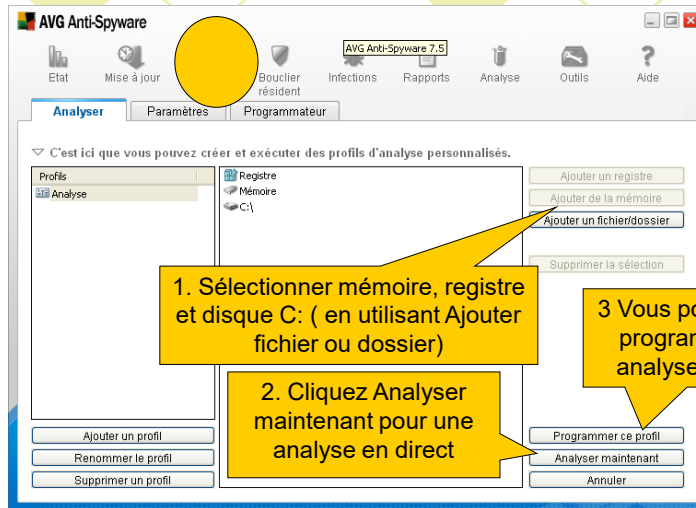 AVG Anti-Spyware
AVG Anti-Spyware 7.5
Etat
Mise à jour
Bouclier
résident
Infections
Rapports
Analyse
Outils
Aide
Analyser
Paramètres
Programmateur
C'est ici que vous pouvez créer et exécuter des profils d'analyse personnalisés.
Profils
Analyse
Registre
Mémoire
C:\
Ajouter un registre
Ajouter de la mémoire
Ajouter un fichier/dossier
Supprimer la sélection
1. Sélectionner mémoire, registre
et disque C: ( en utilisant Ajouter
fichier ou dossier)
3 Vous po
prograr
analyse
2. Cliquez Analyser
maintenant pour une
analyse en direct
Ajouter un profil
Renommer le profil
Supprimer un profil
Programmer ce profil
Analyser maintenant
Annuler